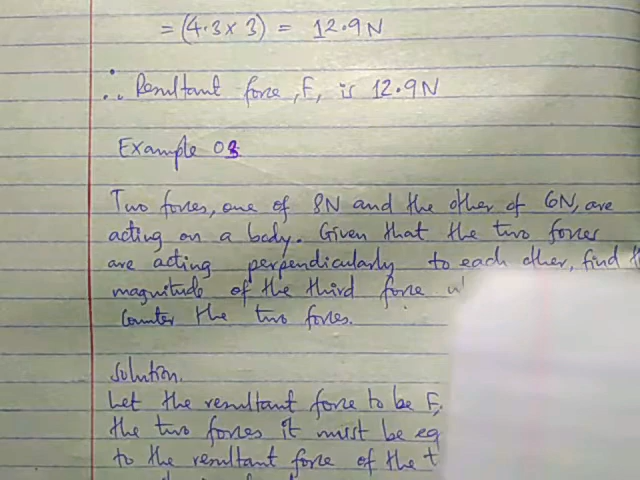 = (4.3 x 3) = 12.9N
∴ Resultant force, F, is 12.9N
Example 03
Two forces, one of 8N and the other of 6N, are
acting on a body. Given that the two forces
are acting perpendicularly to each other, find
magnitude of the third force
counter the two forces.
Solution.
Let the resultant force to be F,
the two forces it must be
to the resultant force of the